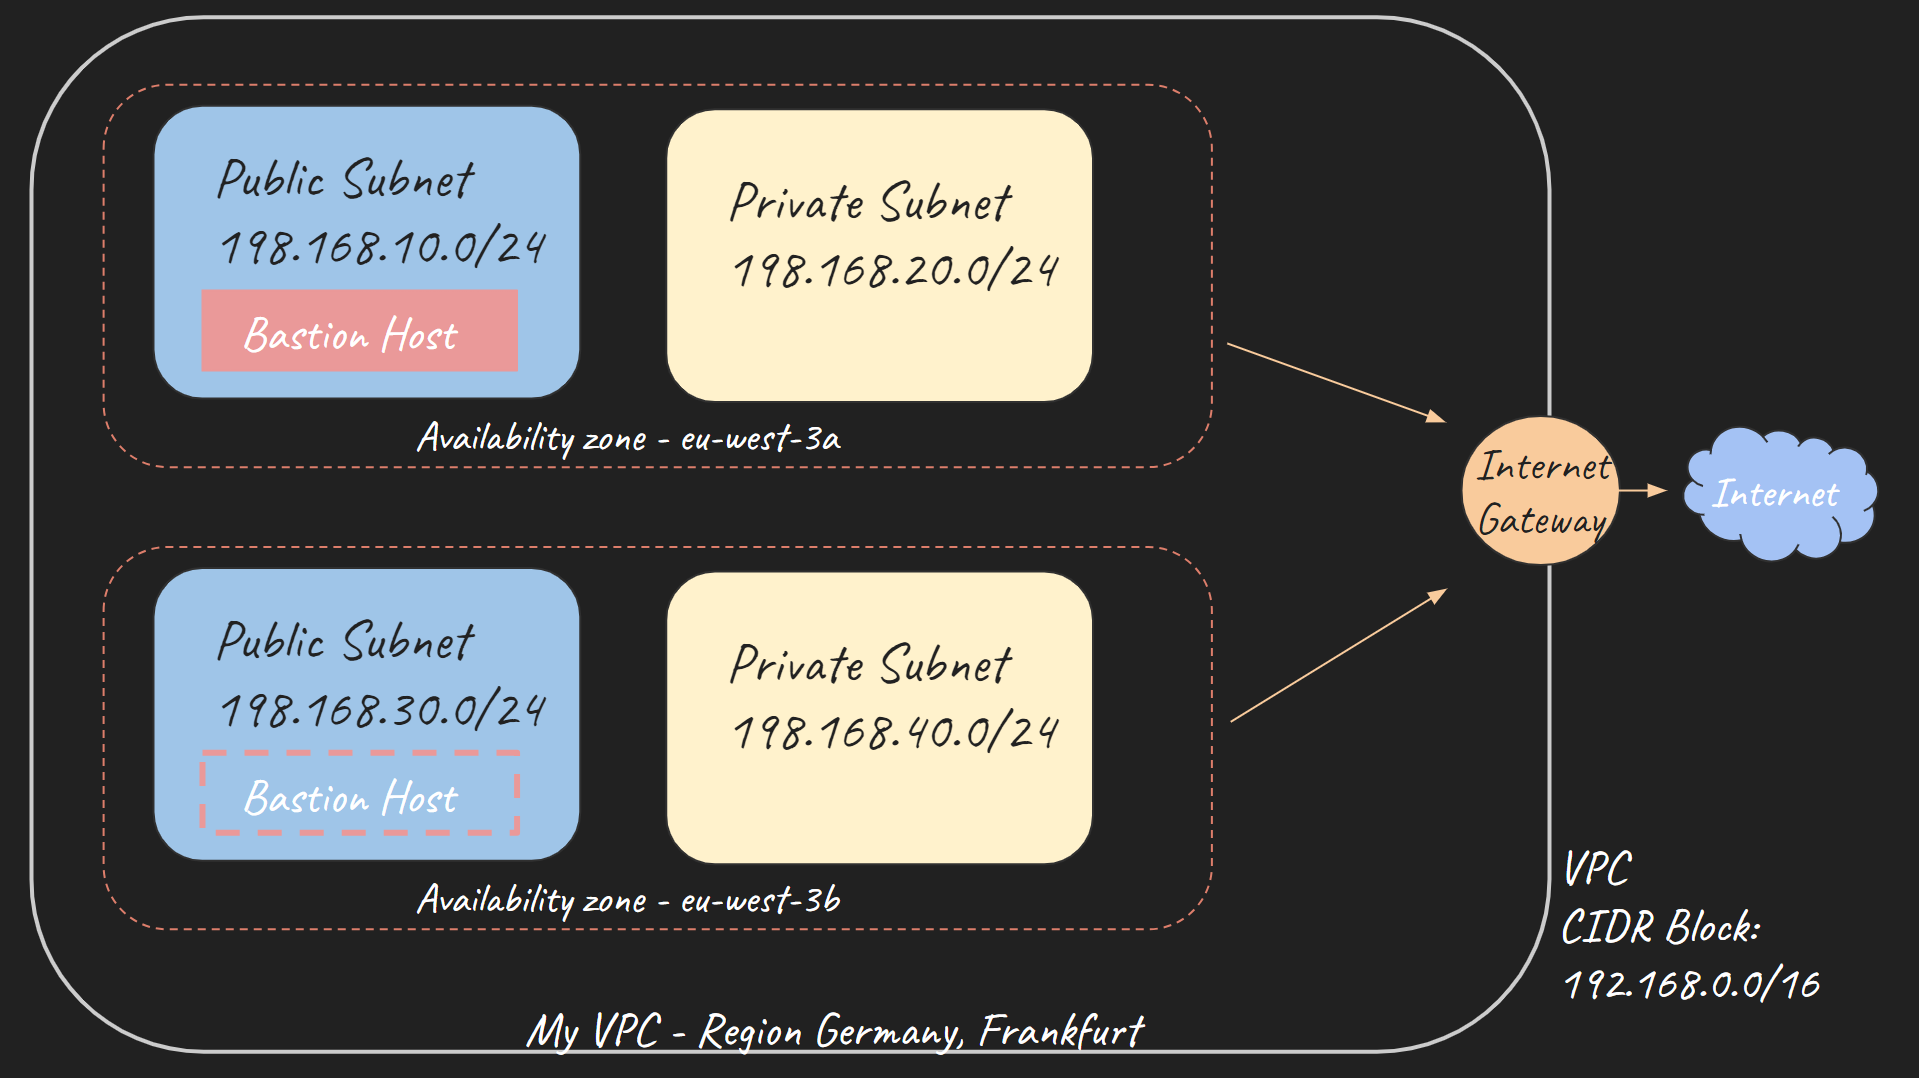 Public Subnet
198.168.10.0/24
Bastion Host
Private Subnet
198.168.20.0/24
Availability zone - eu-west-3a
Internet
Gateway
Internet
Public Subnet
198.168.30.0/24
Bastion Host
Private Subnet
198.168.40.0/24
Availability zone - eu-west-3b
VPC
CIDR Block:
192.168.0.0/16
My VPC - Region Germany, Frankfurt